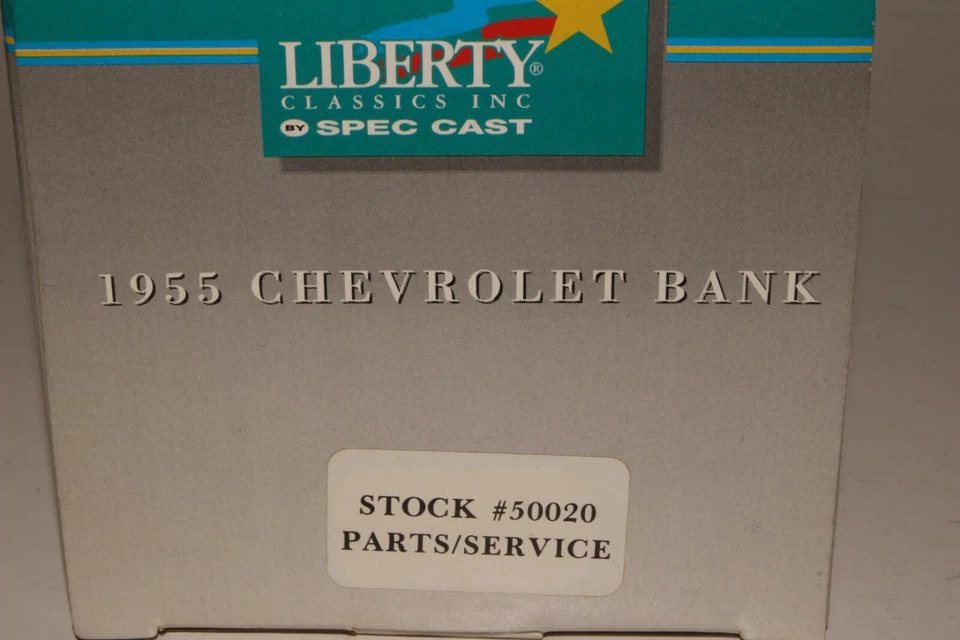 LIBERTY®
CLASSICS INC
BY SPEC CAST
1955 CHEVROLET BANK
STOCK #50020
PARTS/SERVICE